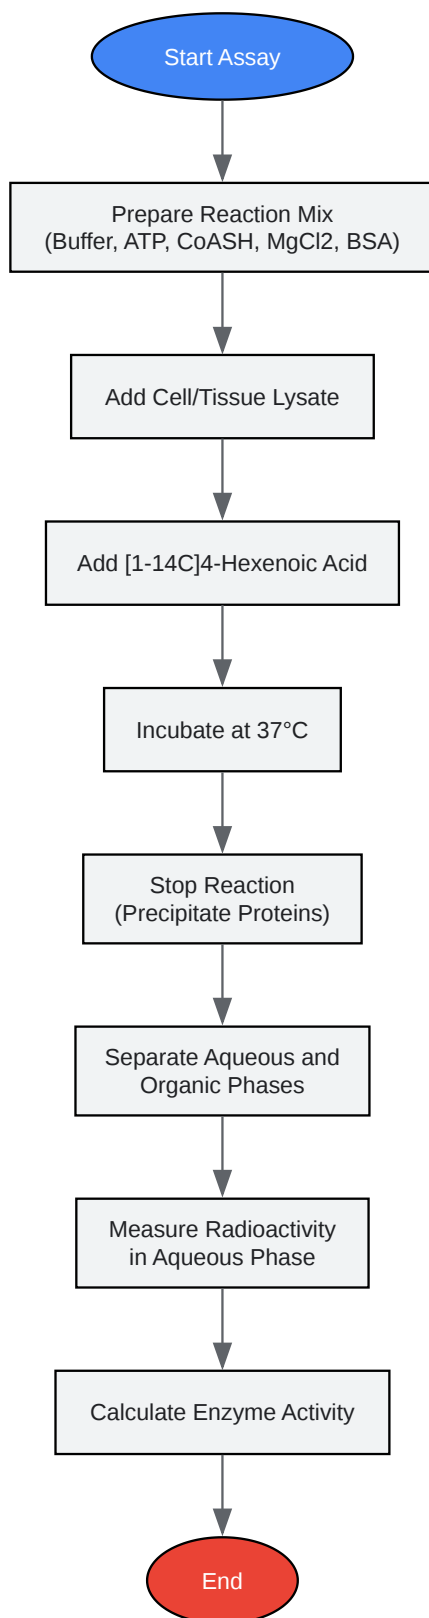 Start Assay
Prepare Reaction Mix
(Buffer, ATP, CoASH, MgCl2, BSA)
Add Cell/Tissue Lysate
Add [1-14C]4-Hexenoic Acid
Incubate at 37°C
Stop Reaction
(Precipitate Proteins)
Separate Aqueous and
Organic Phases
Measure Radioactivity
in Aqueous Phase
Calculate Enzyme Activity
End